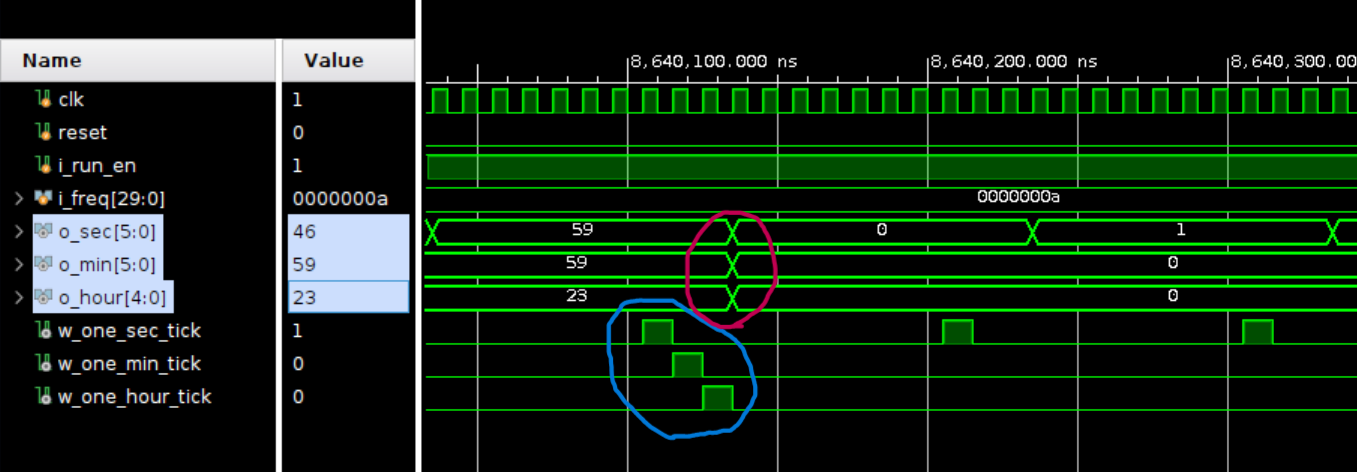 Name Value
8,640,100.000 ns 8,640,200.000 ns 8,640,300.00
clk 1
reset 0
i_run_en 1
i_freq[29:0] 0000000a 0000000a
o_sec[5:0] 46 59 0 1
o_min[5:0] 59 59 0
o_hour[4:0] 23 23 0
w_one_sec_tick 1
w_one_min_tick 0
w_one_hour_tick 0